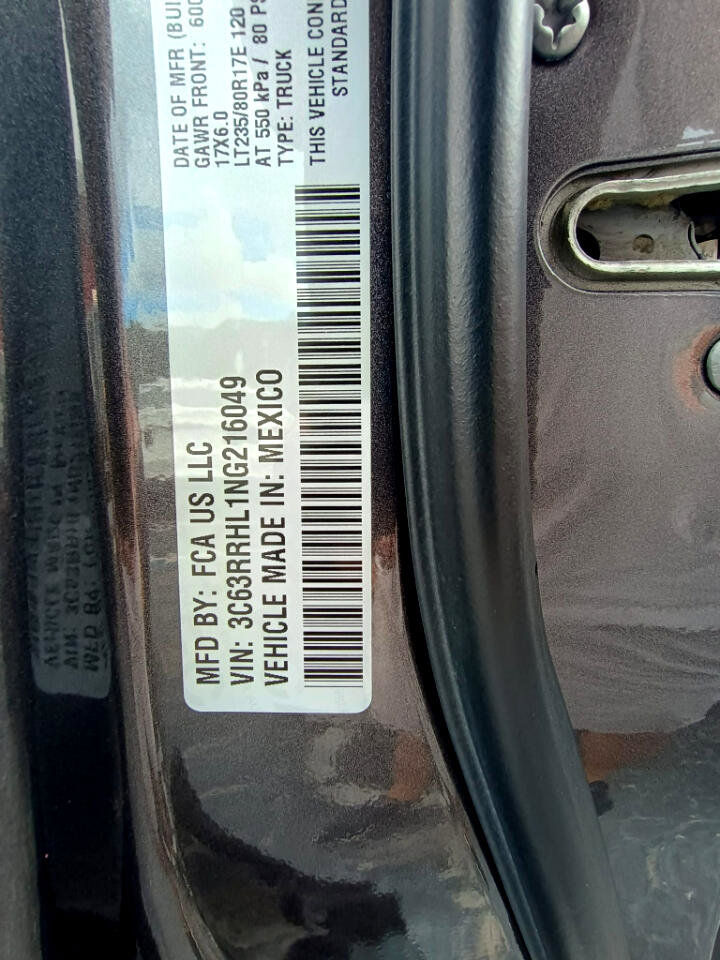 MFD BY: FCA US LLC
VIN: 3C63RRHL1NG216049
VEHICLE MADE IN: MEXICO
DATE OF MFR (BUI
GAWR FRONT: 600
17X6.0
LT235/80R17E 120
AT 550 kPa / 80 PS
TYPE: TRUCK
THIS VEHICLE CON
STANDARD